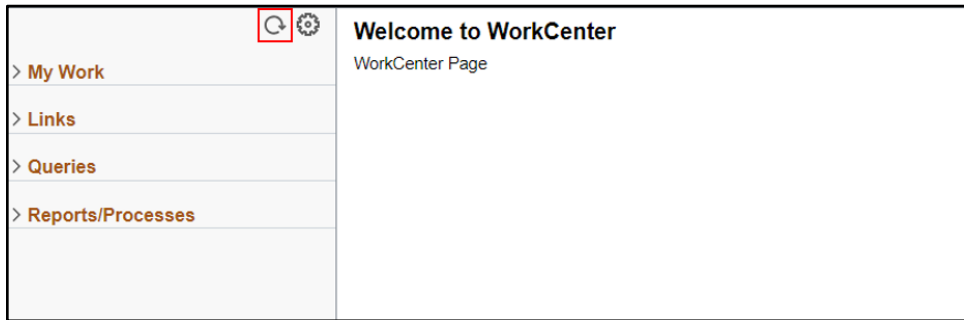 Welcome to WorkCenter
WorkCenter Page
My Work
Links
Queries
Reports/Processes